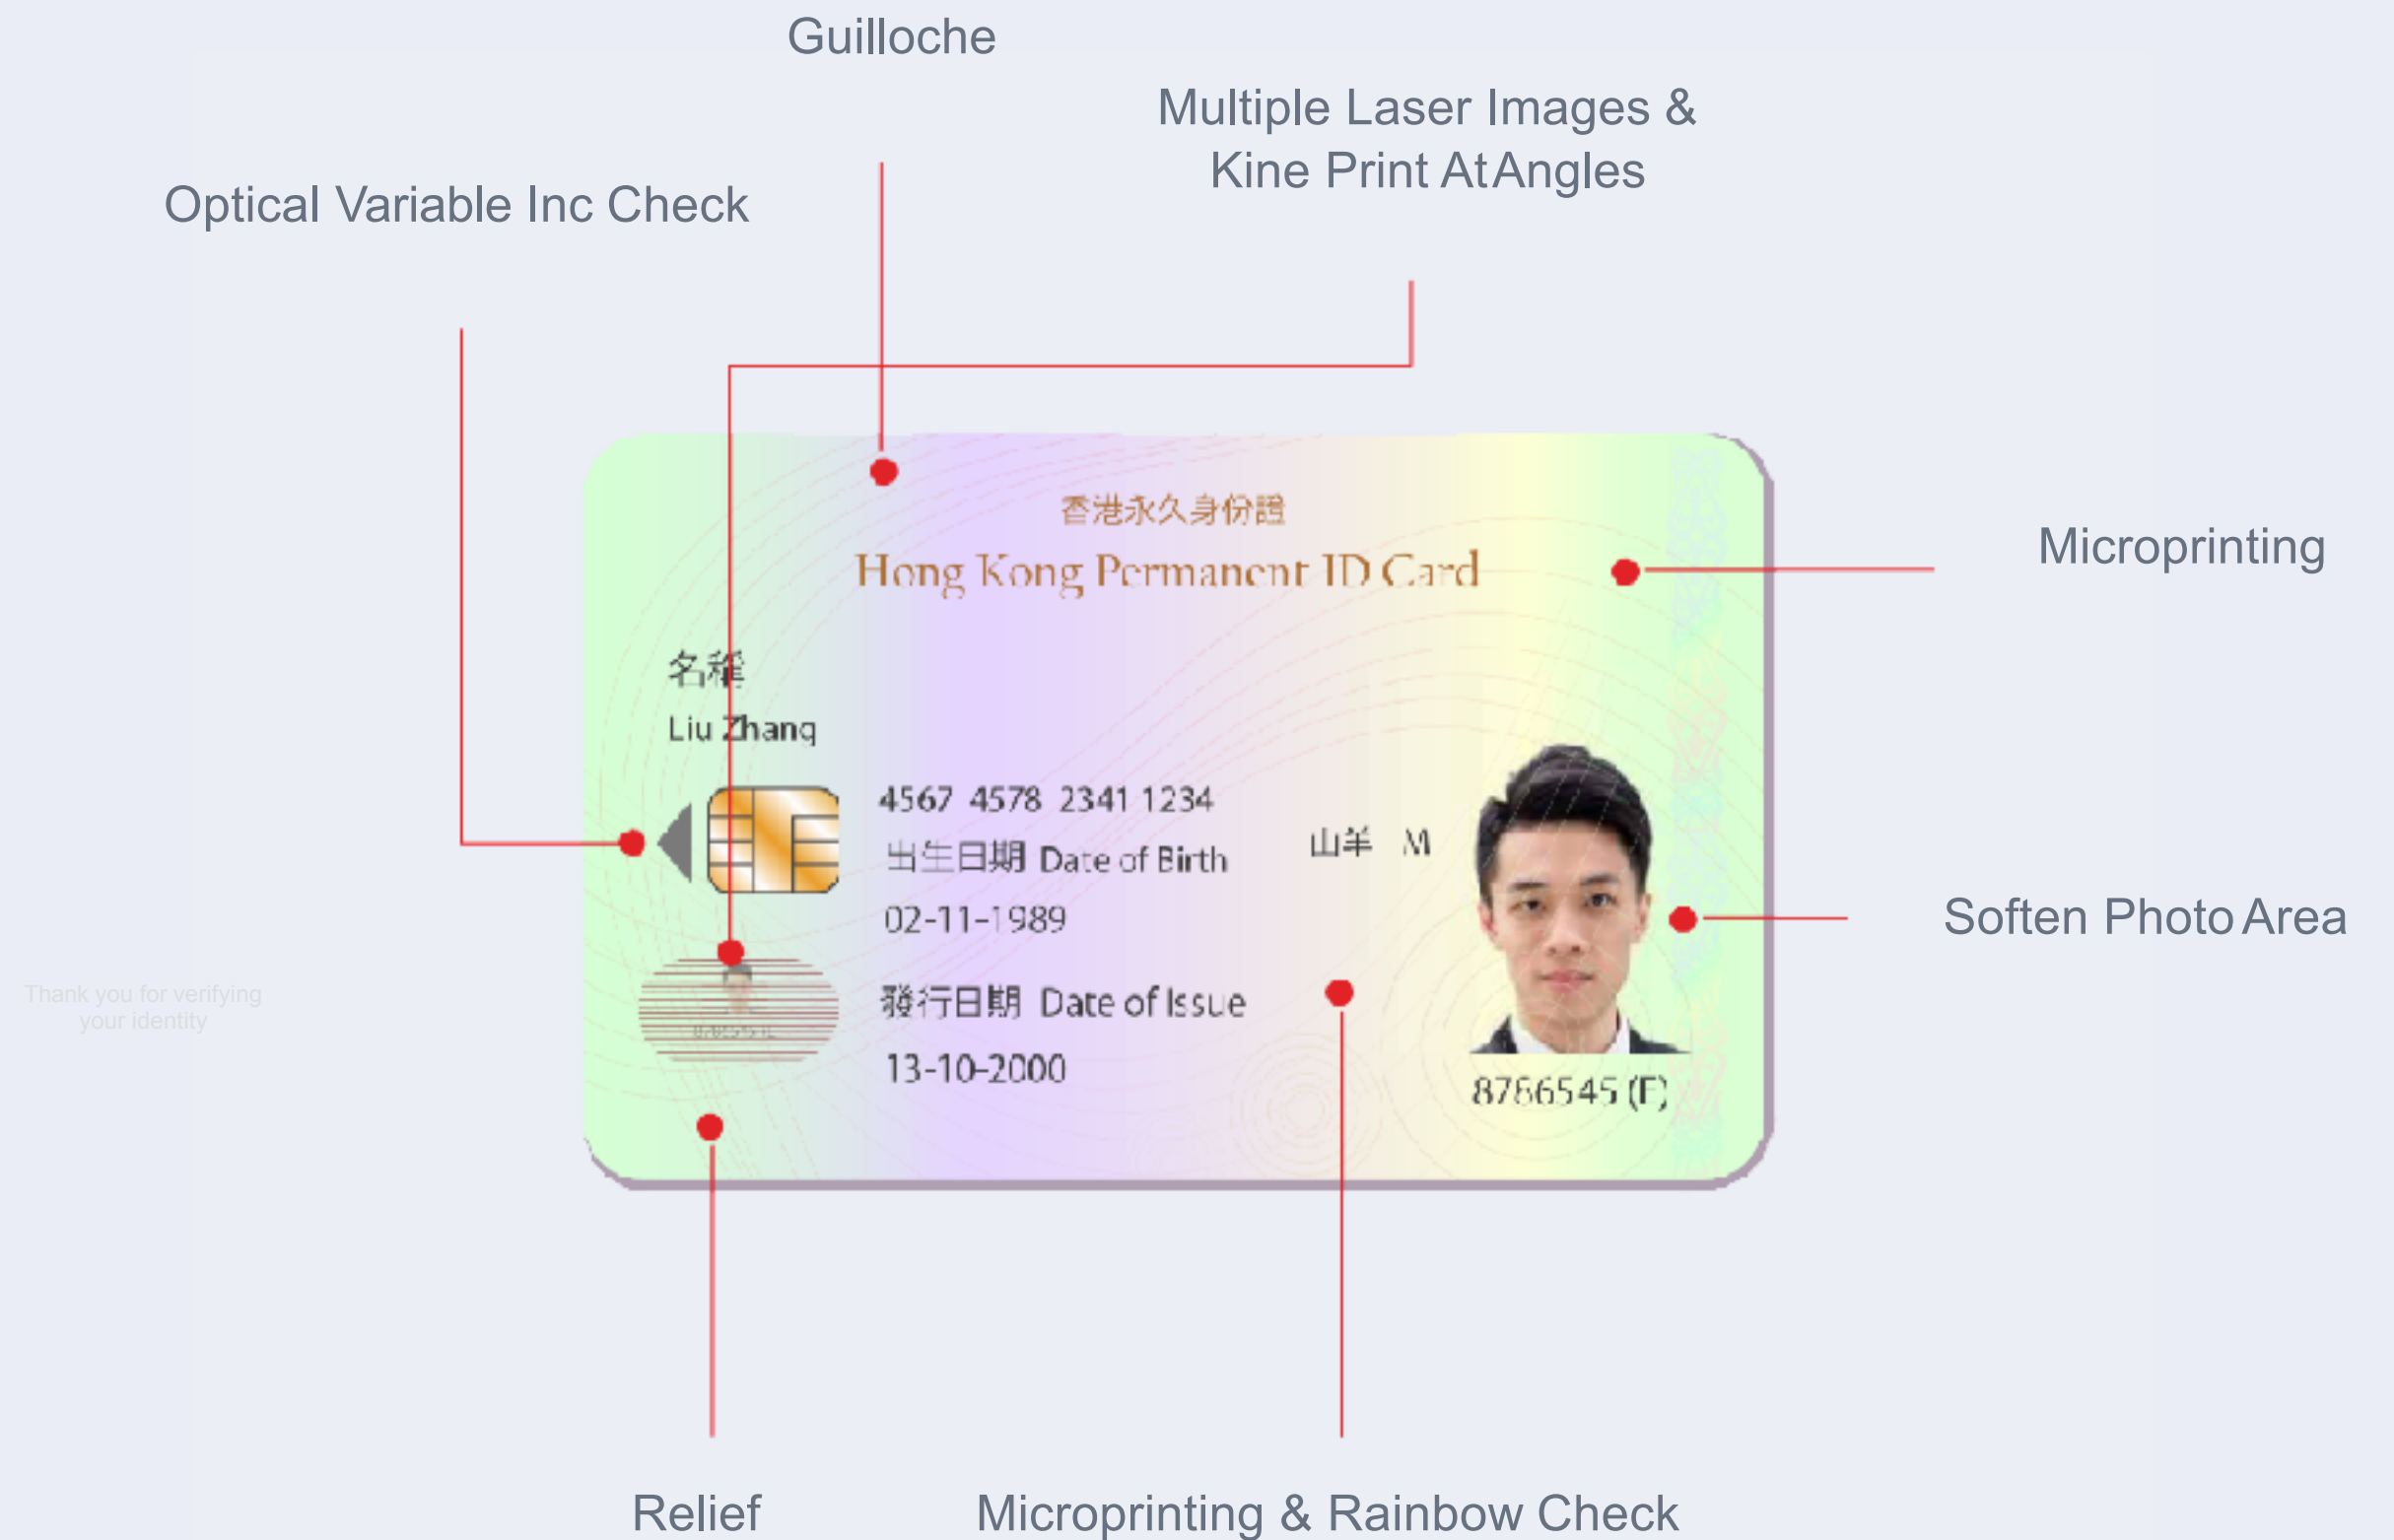 Guilloche
Multiple Laser Images &
Kine Print At Angles
Optical Variable Inc Check
香港永久身份證
Hong Kong Permanent ID Card
Microprinting
名稱
Liu Zhang
4567 4578 2341 1234
出生日期 Date of Birth
山羊 M
02-11-1989
Soften Photo Area
Thank you for verifying
your identity
發行日期 Date of Issue
13-10-2000
8786545 (F)
Relief
Microprinting & Rainbow Check